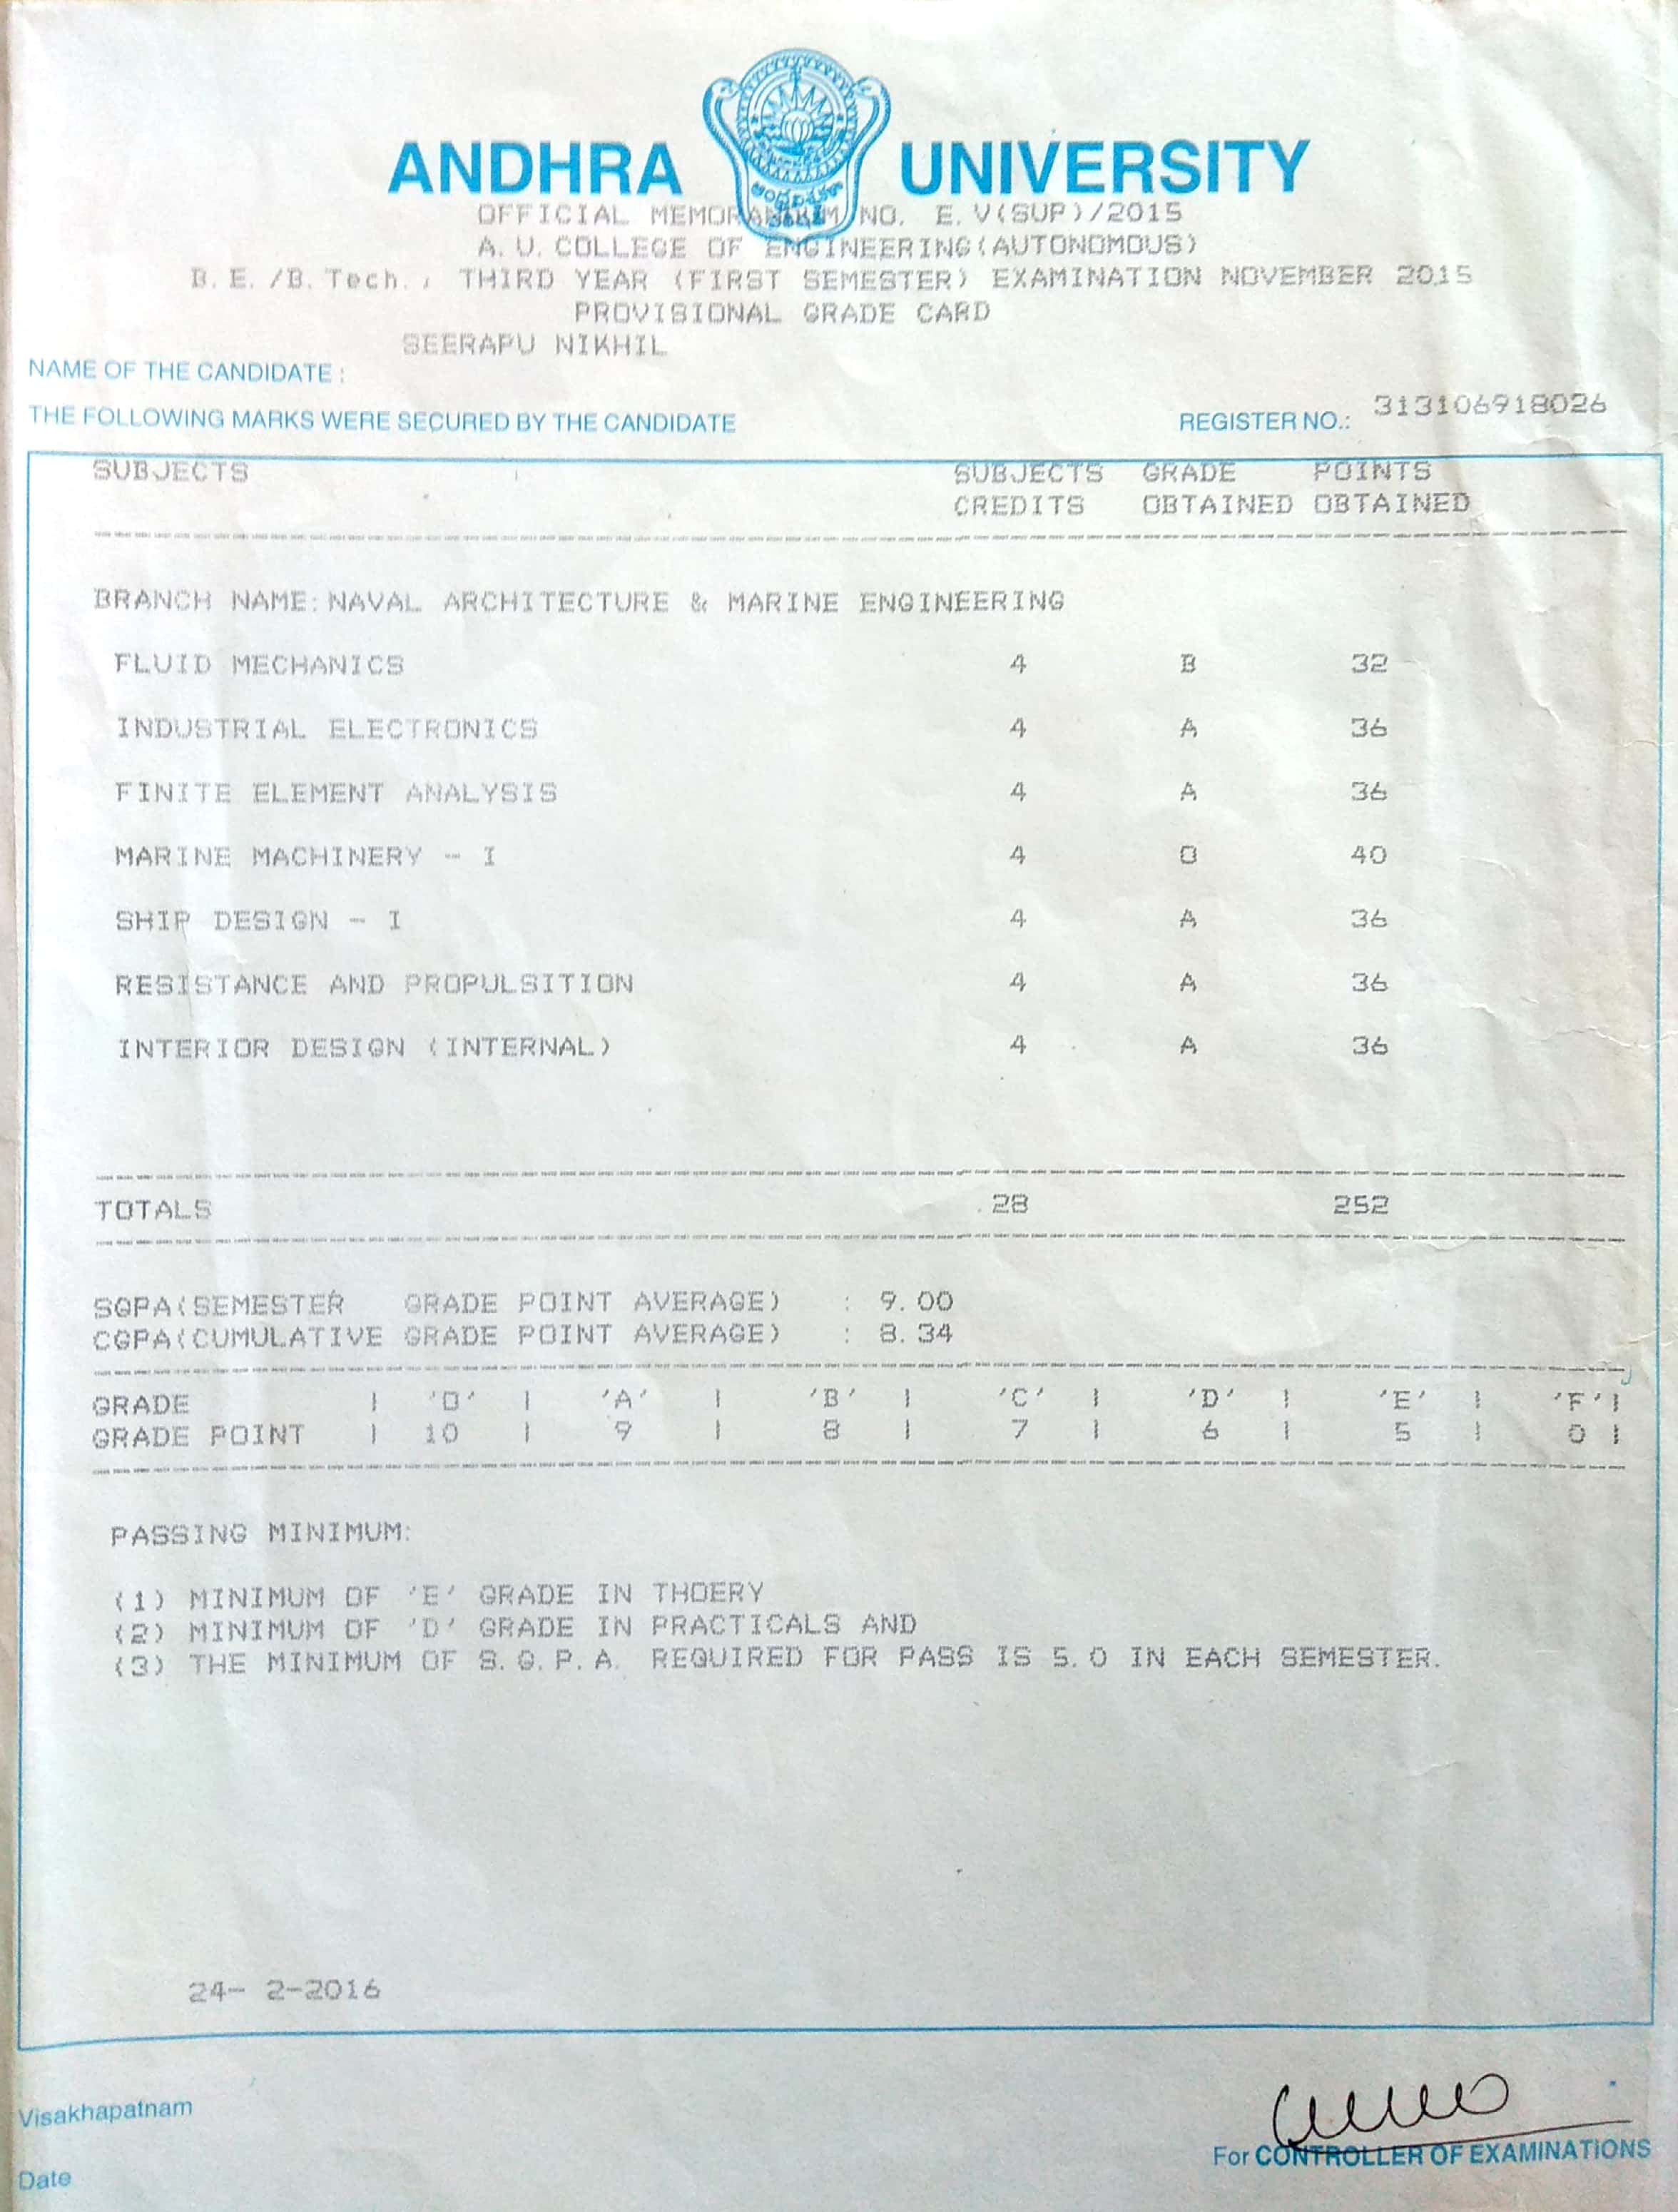 ANDHRA UNIVERSITY
OFFICIAL MEMORANDUM NO. E.V(SUP)/2015
A.U.COLLEGE OF ENGINEERING(AUTONOMOUS)
B.E./B.Tech., THIRD YEAR (FIRST SEMESTER) EXAMINATION NOVEMBER 2015
PROVISIONAL GRADE CARD
SEERAPU NIKHIL
NAME OF THE CANDIDATE :
THE FOLLOWING MARKS WERE SECURED BY THE CANDIDATE REGISTER NO.: 313106918026
SUBJECTS SUBJECTS GRADE POINTS
CREDITS OBTAINED OBTAINED
BRANCH NAME:NAVAL ARCHITECTURE & MARINE ENGINEERING
FLUID MECHANICS 4 B 32
INDUSTRIAL ELECTRONICS 4 A 36
FINITE ELEMENT ANALYSIS 4 A 36
MARINE MACHINERY - I 4 O 40
SHIP DESIGN - I 4 A 36
RESISTANCE AND PROPULSITION 4 A 36
INTERIOR DESIGN (INTERNAL) 4 A 36
TOTALS 28 252
SGPA(SEMESTER GRADE POINT AVERAGE) : 9.00
CGPA(CUMULATIVE GRADE POINT AVERAGE) : 8.34
GRADE | 'O' | 'A' | 'B' | 'C' | 'D' | 'E' | 'F'|
GRADE POINT | 10 | 9 | 8 | 7 | 6 | 5 | 0 |
PASSING MINIMUM:
(1) MINIMUM OF 'E' GRADE IN THOERY
(2) MINIMUM OF 'D' GRADE IN PRACTICALS AND
(3) THE MINIMUM OF S.G.P.A. REQUIRED FOR PASS IS 5.0 IN EACH SEMESTER.
24- 2-2016
Visakhapatnam
For CONTROLLER OF EXAMINATIONS
Date